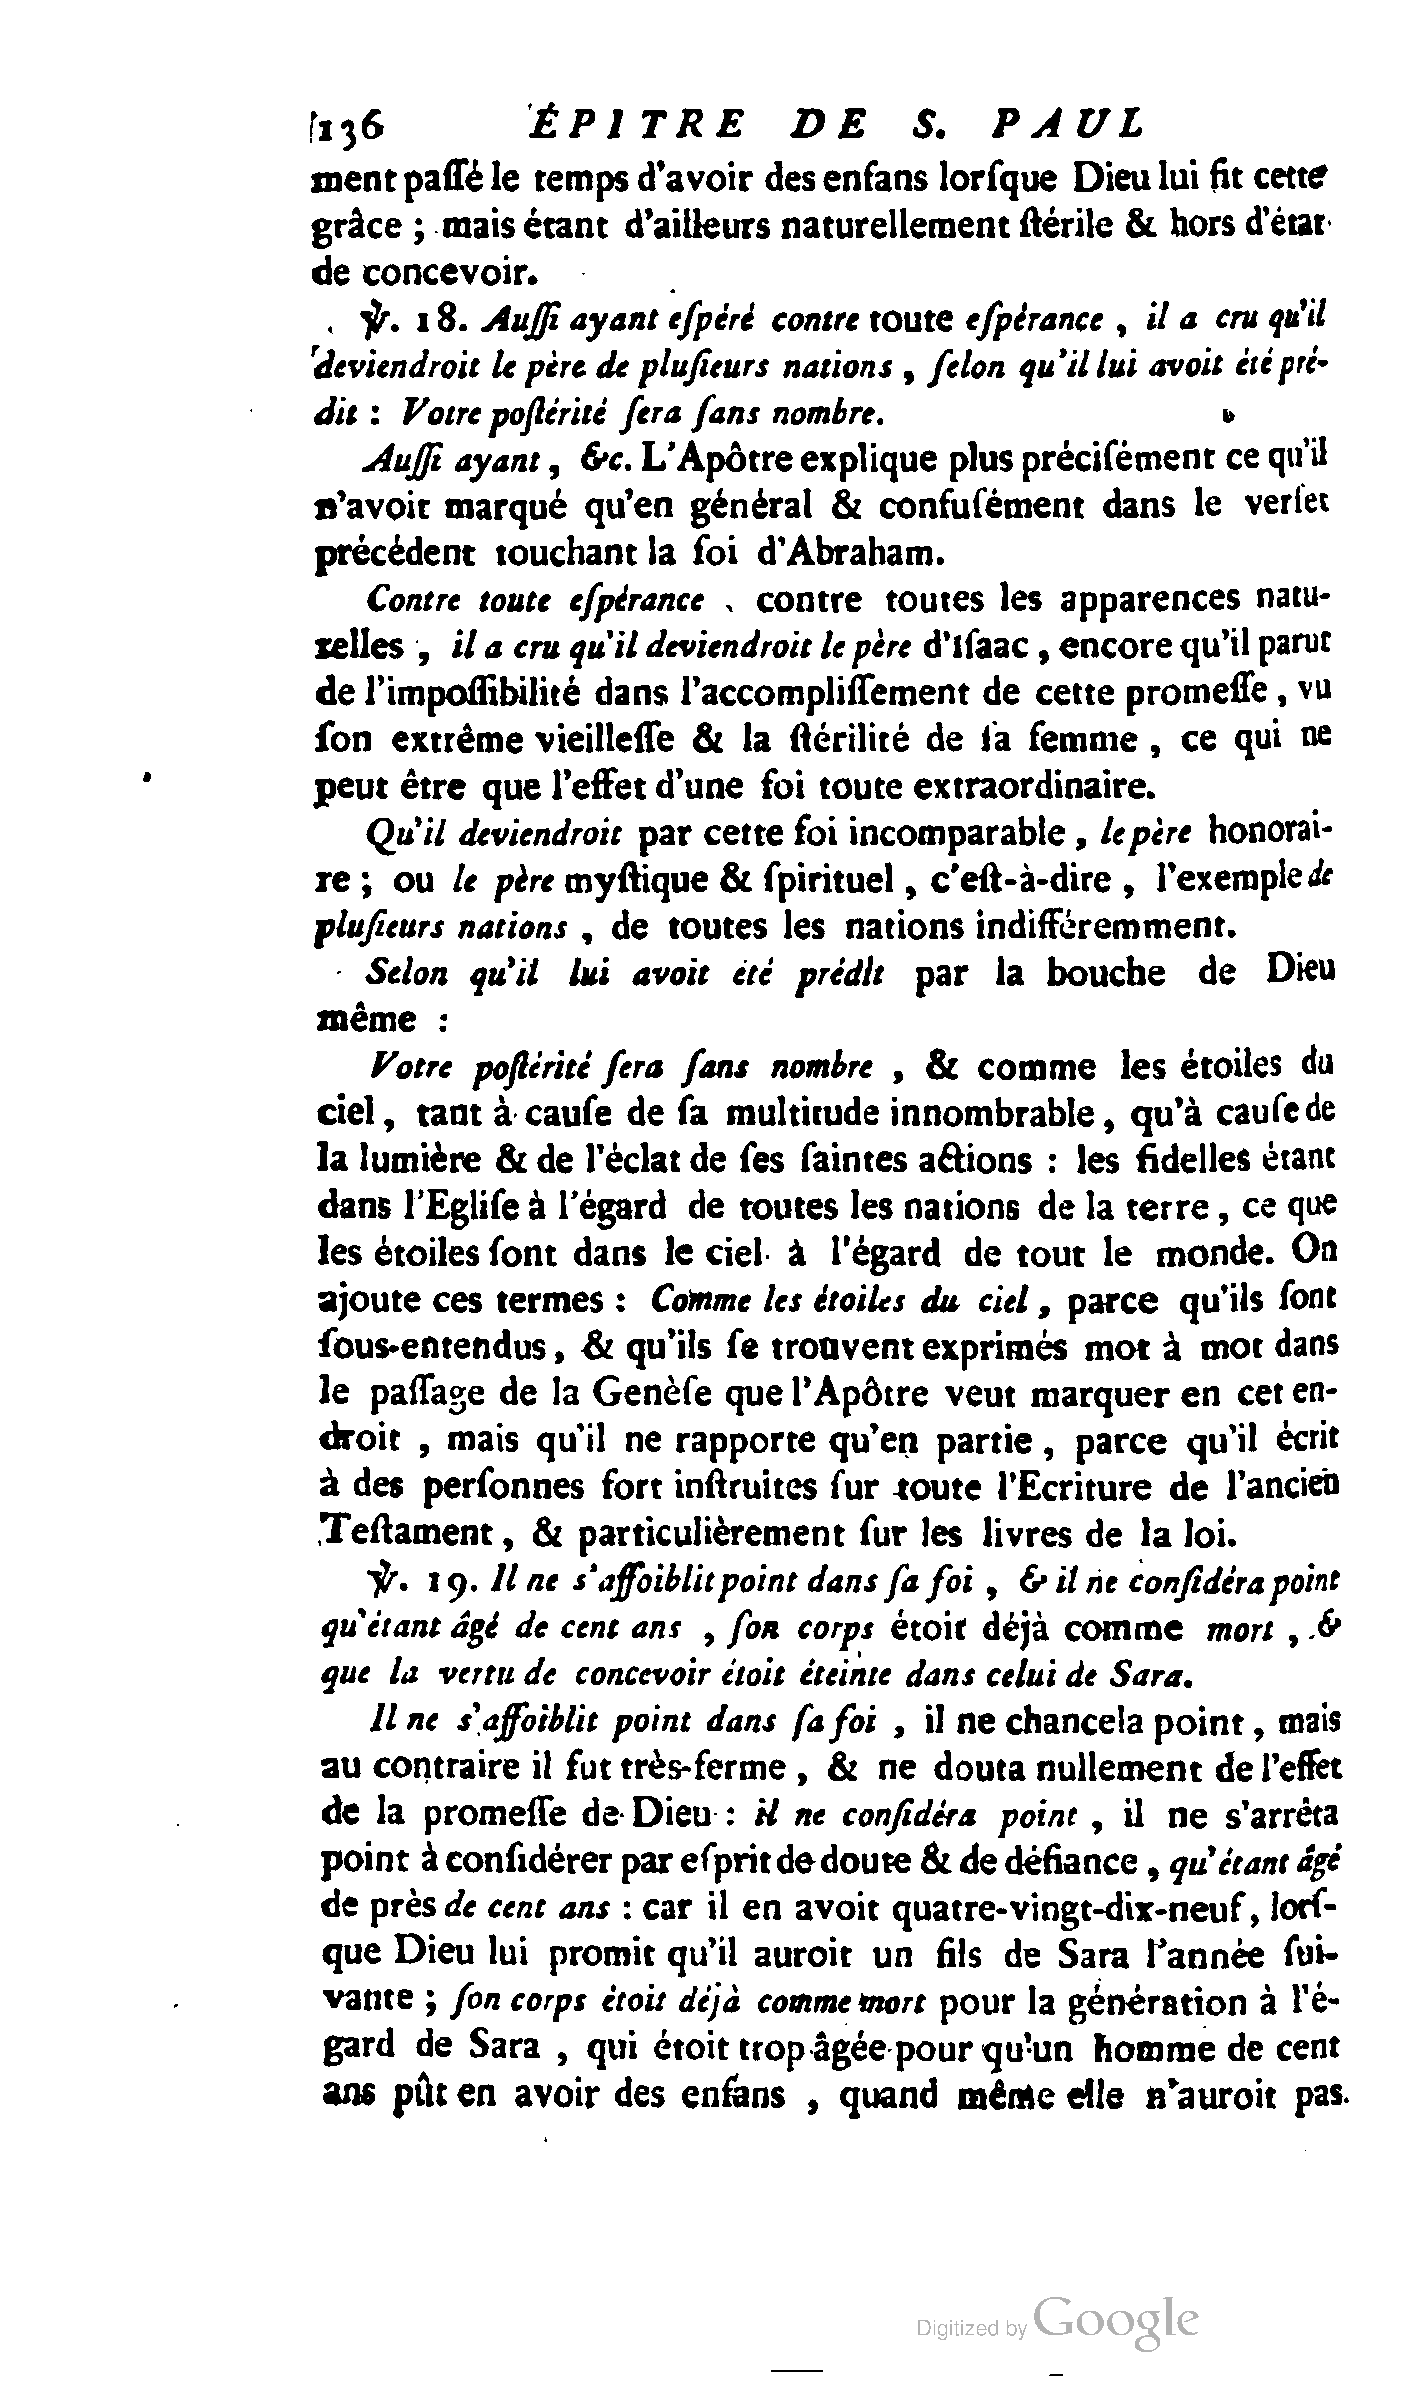 136 ÉPITRE DE S. PAUL
ment paſſé le temps d'avoir des enfans lorſque Dieu lui fit cette
grâce ; mais étant d'ailleurs naturellement ſtérile & hors d'état
de concevoir.
℣. 18. Auſſi ayant eſpéré contre toute eſpérance , il a cru qu'il
deviendroit le père de pluſieurs nations , ſelon qu'il lui avoit été pré-
dit : Votre poſtérité ſera ſans nombre.
Auſſi ayant , &c. L'Apôtre explique plus préciſément ce qu'il
n'avoit marqué qu'en général & confuſément dans le verſet
précédent touchant la foi d'Abraham.
Contre toute eſpérance , contre toutes les apparences natu-
relles , il a cru qu'il deviendroit le père d'Iſaac , encore qu'il parut
de l'impoſſibilité dans l'accompliſſement de cette promeſſe , vu
ſon extrême vieilleſſe & la ſtérilité de ſa femme , ce qui ne
peut être que l'effet d'une foi toute extraordinaire.
Qu'il deviendroit par cette foi incomparable , le père honorai-
re ; ou le père myſtique & ſpirituel , c'eſt-à-dire , l'exemple de
pluſieurs nations , de toutes les nations indifféremment.
Selon qu'il lui avoit été prédit par la bouche de Dieu
même :
Votre poſtérité ſera ſans nombre , & comme les étoiles du
ciel , tant à cauſe de ſa multitude innombrable , qu'à cauſe de
la lumière & de l'éclat de ſes ſaintes actions : les fidelles étant
dans l'Egliſe à l'égard de toutes les nations de la terre , ce que
les étoiles ſont dans le ciel à l'égard de tout le monde. On
ajoute ces termes : Comme les étoiles du ciel , parce qu'ils ſont
ſous-entendus , & qu'ils ſe trouvent exprimés mot à mot dans
le paſſage de la Genèſe que l'Apôtre veut marquer en cet en-
droit , mais qu'il ne rapporte qu'en partie , parce qu'il écrit
à des perſonnes fort inſtruites ſur toute l'Ecriture de l'ancien
Teſtament , & particulièrement ſur les livres de la loi.
℣. 19. Il ne s'affoiblit point dans ſa foi , & il ne conſidéra point
qu'étant âgé de cent ans , ſon corps étoit déjà comme mort , &
que la vertu de concevoir étoit éteinte dans celui de Sara.
Il ne s'affoiblit point dans ſa foi , il ne chancela point , mais
au contraire il fut très-ferme , & ne douta nullement de l'effet
de la promeſſe de Dieu : il ne conſidéra point , il ne s'arrêta
point à conſidérer par eſprit de doute & de défiance , qu'étant âgé
de près de cent ans : car il en avoit quatre-vingt-dix-neuf , lorſ-
que Dieu lui promit qu'il auroit un fils de Sara l'année ſui-
vante ; ſon corps étoit déjà comme mort pour la génération à l'é-
gard de Sara , qui étoit trop âgée pour qu'un homme de cent
ans pût en avoir des enfans , quand même elle n'auroit pas
Digitized by Google